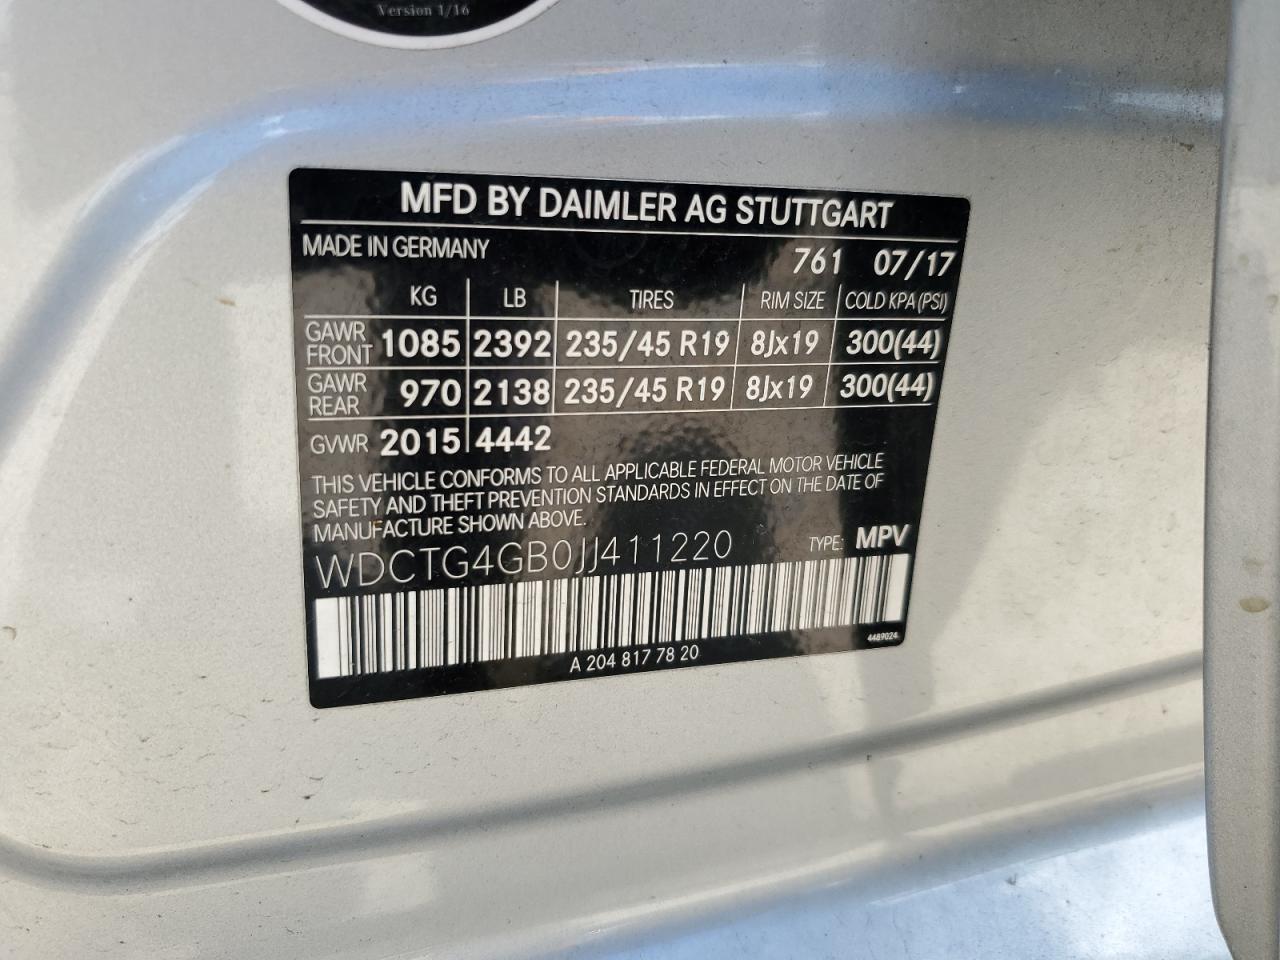 Version 1/16
MFD BY DAIMLER AG STUTTGART
MADE IN GERMANY 761 07/17
KG LB TIRES RIM SIZE COLD KPA (PSI)
GAWR FRONT 1085 2392 235/45 R19 8Jx19 300(44)
GAWR REAR 970 2138 235/45 R19 8Jx19 300(44)
GVWR 2015 4442
THIS VEHICLE CONFORMS TO ALL APPLICABLE FEDERAL MOTOR VEHICLE
SAFETY AND THEFT PREVENTION STANDARDS IN EFFECT ON THE DATE OF
MANUFACTURE SHOWN ABOVE.
WDCTG4GB0JJ411220 TYPE: MPV
A 204 817 78 20 4489024